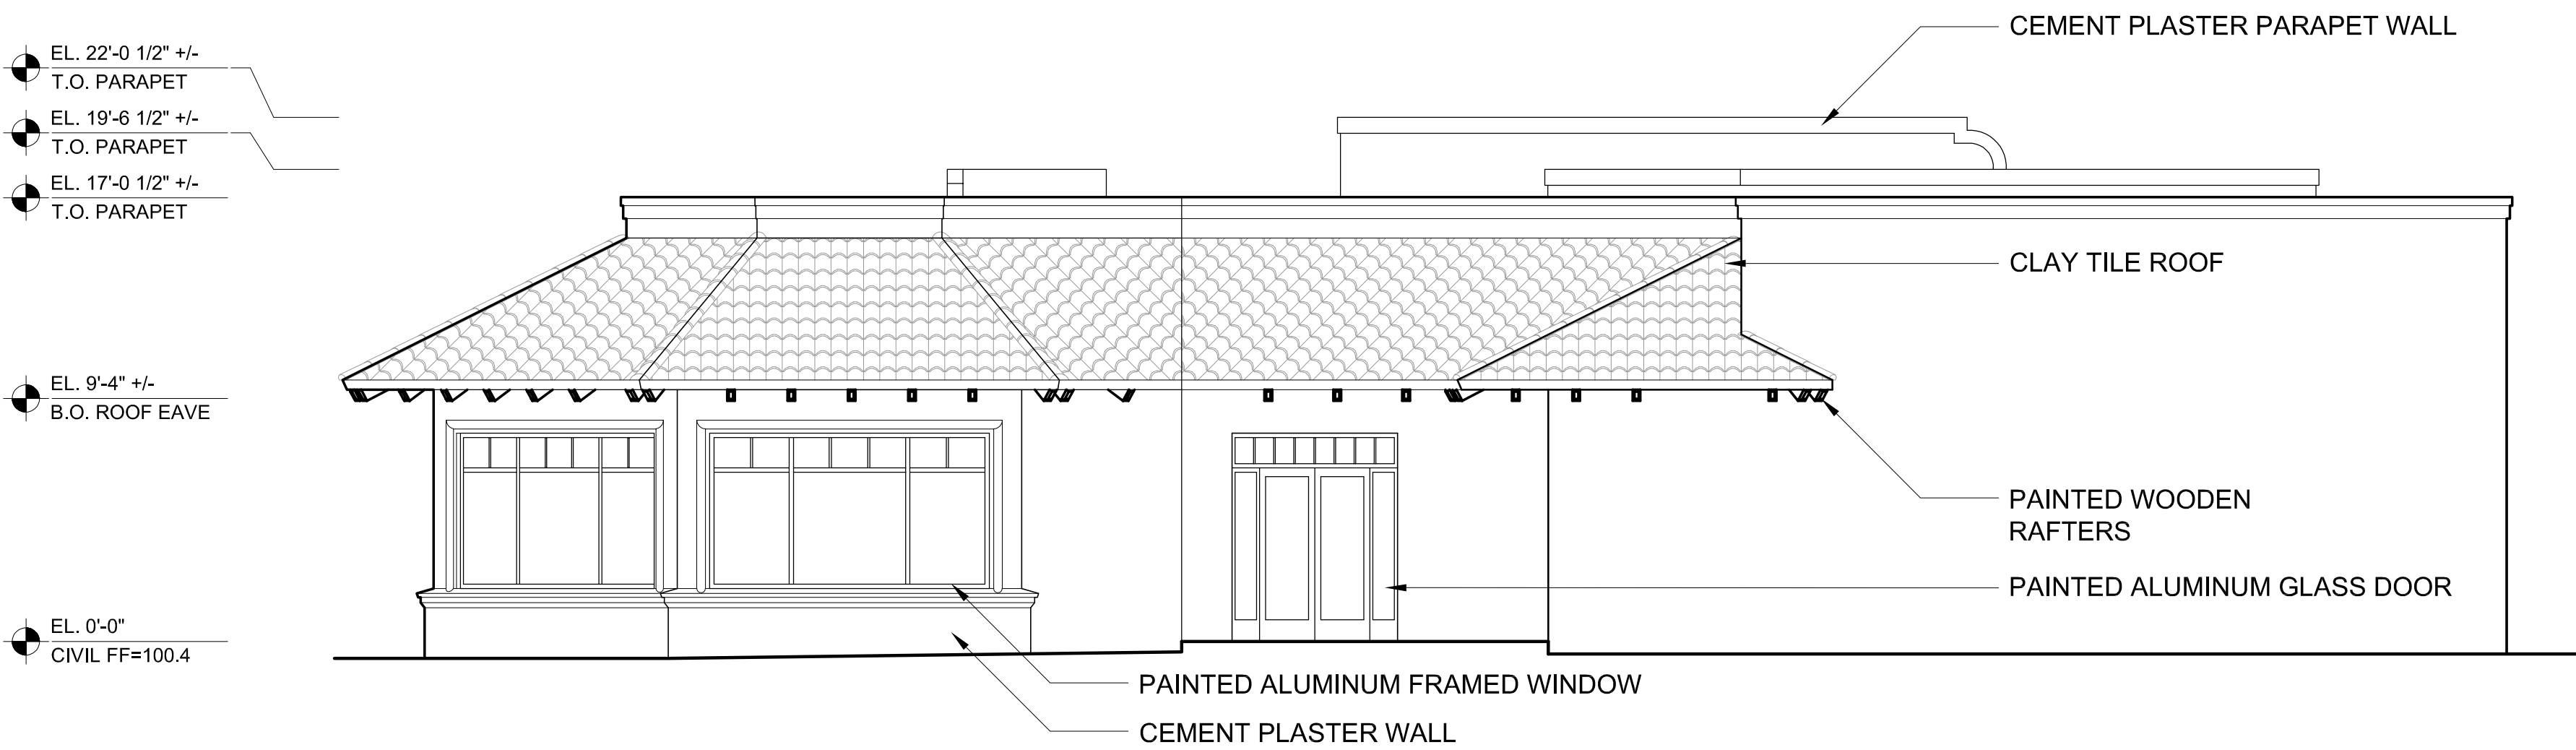 CEMENT PLASTER PARAPET WALL
EL. 22'-0 1/2" +/-
T.O. PARAPET
EL. 19'-6 1/2" +/-
T.O. PARAPET
EL. 17'-0 1/2" +/-
T.O. PARAPET
CLAY TILE ROOF
EL. 9'-4" +/-
B.O. ROOF EAVE
PAINTED WOODEN
RAFTERS
PAINTED ALUMINUM GLASS DOOR
EL. 0'-0"
CIVIL FF=100.4
PAINTED ALUMINUM FRAMED WINDOW
CEMENT PLASTER WALL